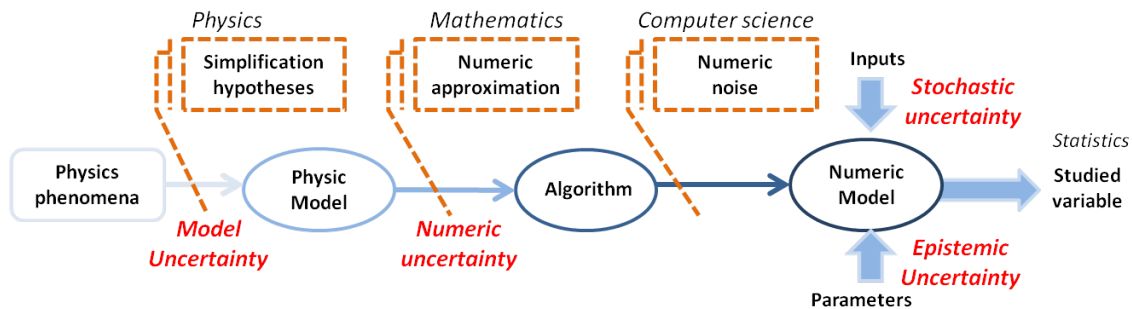 Physics
Mathematics
Computer science
Simplification
hypotheses
Numeric
approximation
Numeric
noise
Inputs
Stochastic
uncertainty
Statistics
Physics
phenomena
Physic
Model
Algorithm
Numeric
Model
Studied
variable
Model
Uncertainty
Numeric
uncertainty
Epistemic
Uncertainty
Parameters